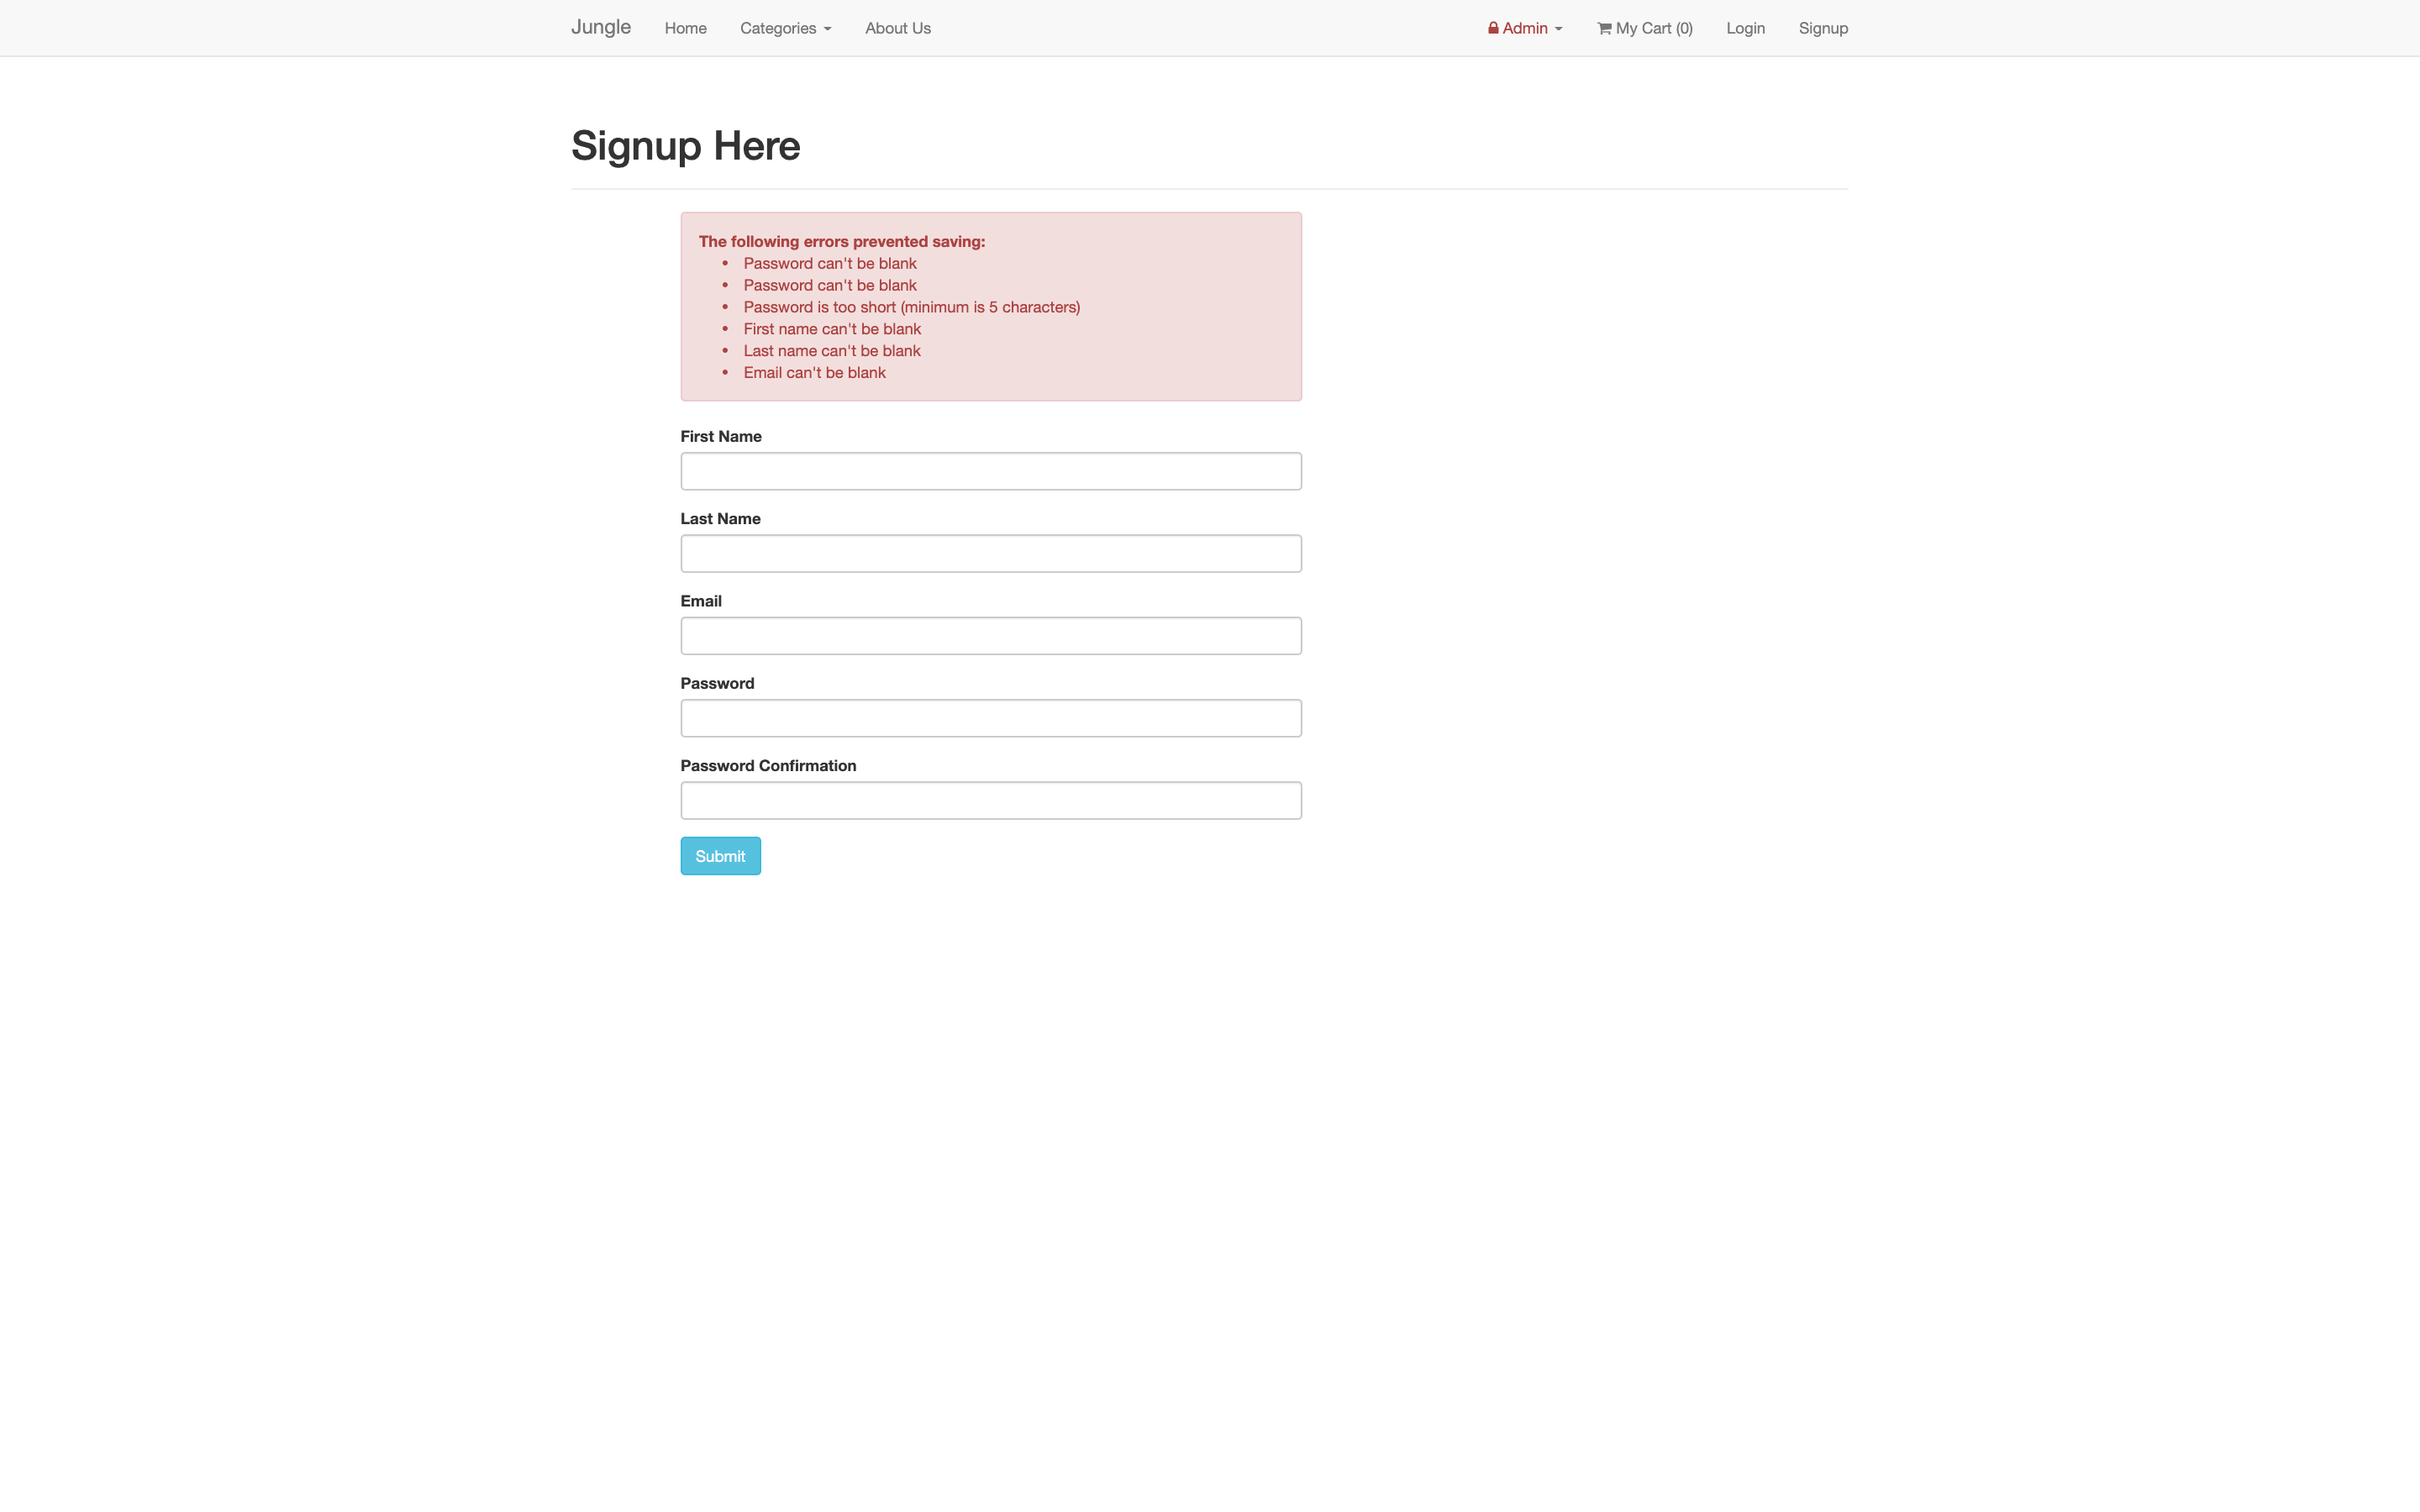 Jungle Home Categories About Us Admin My Cart (0) Login Signup
Signup Here
The following errors prevented saving:
• Password can't be blank
• Password can't be blank
• Password is too short (minimum is 5 characters)
• First name can't be blank
• Last name can't be blank
• Email can't be blank
First Name
Last Name
Email
Password
Password Confirmation
Submit